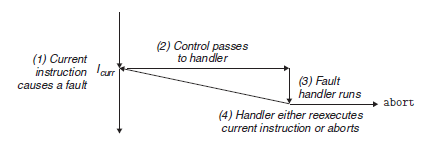 (1) Current
instruction
causes a fault
Icurr
(2) Control passes
to handler
(3) Fault
handler runs
abort
(4) Handler either reexecutes
current instruction or aborts